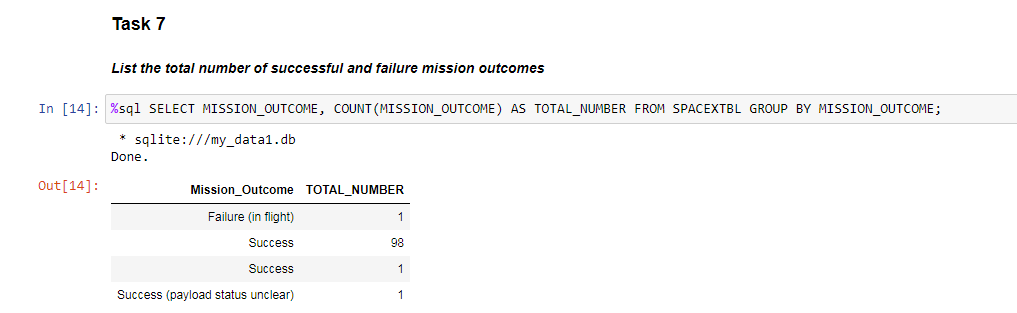 Task 7
List the total number of successful and failure mission outcomes
In [14]: %sql SELECT MISSION_OUTCOME, COUNT(MISSION_OUTCOME) AS TOTAL_NUMBER FROM SPACEXTBL GROUP BY MISSION_OUTCOME;
* sqlite:///my_data1.db
Done.
Out[14]:
Mission_Outcome TOTAL_NUMBER
Failure (in flight) 1
Success 98
Success 1
Success (payload status unclear) 1